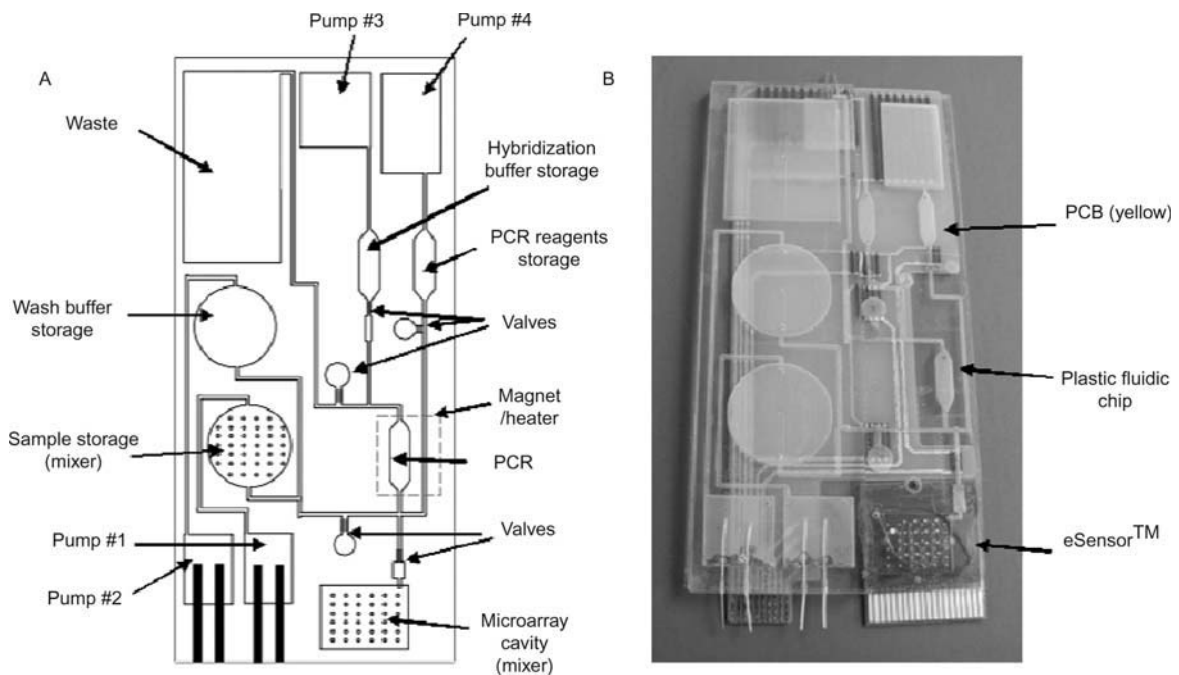 A
Pump #3
Pump #4
Waste
Hybridization
buffer storage
PCR reagents
storage
Wash buffer
storage
Valves
Magnet
/heater
Sample storage
(mixer)
PCR
Pump #1
Valves
Pump #2
Microarray
cavity
(mixer)
B
PCB (yellow)
Plastic fluidic
chip
eSensor™